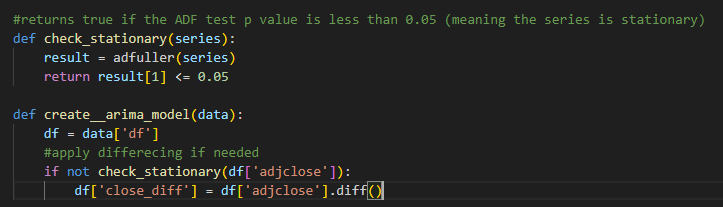 #returns true if the ADF test p value is less than 0.05 (meaning the series is stationary)
def check_stationary(series):
    result = adfuller(series)
    return result[1] <= 0.05

def create__arima_model(data):
    df = data['df']
    #apply differecing if needed
    if not check_stationary(df['adjclose']):
        df['close_diff'] = df['adjclose'].diff()